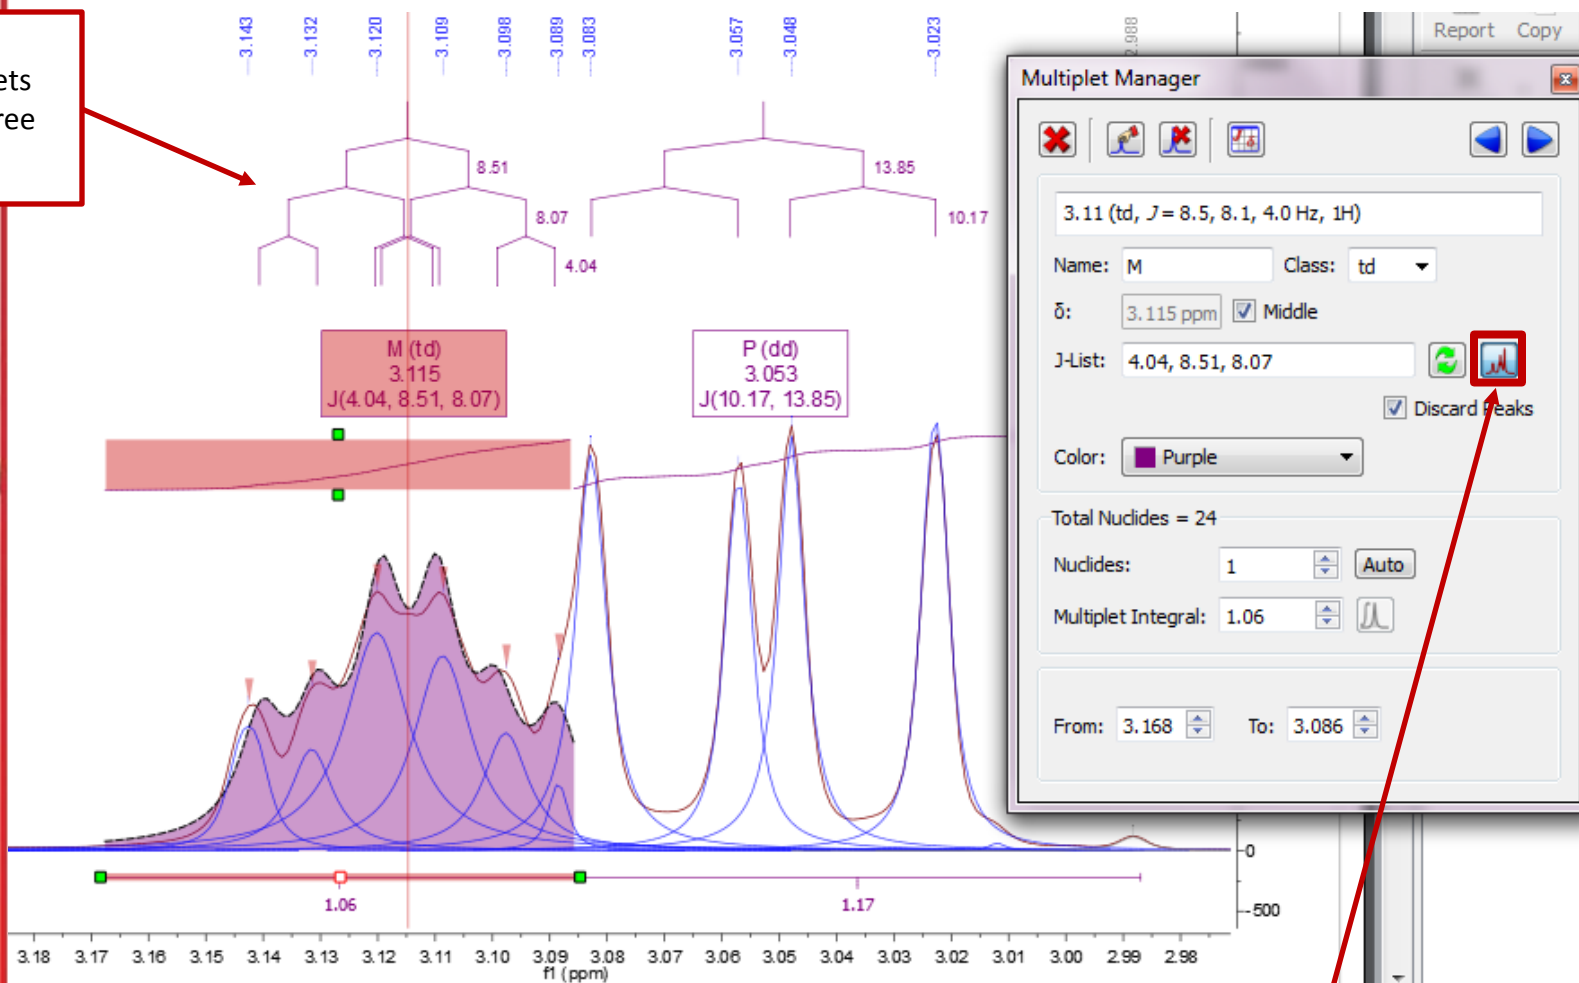 ets
ree
3.143
3.132
3.120
3.109
3.098
3.089
3.083
3.057
3.048
3.023
2.988
8.51
8.07
4.04
13.85
10.17
M (td)
3.115
J(4.04, 8.51, 8.07)
P (dd)
3.053
J(10.17, 13.85)
1.06
1.17
0
-500
3.18 3.17 3.16 3.15 3.14 3.13 3.12 3.11 3.10 3.09 3.08 3.07 3.06 3.05 3.04 3.03 3.02 3.01 3.00 2.99 2.98
f1 (ppm)
Report Copy
Multiplet Manager
3.11 (td, J = 8.5, 8.1, 4.0 Hz, 1H)
Name: M Class: td
δ: 3.115 ppm Middle
J-List: 4.04, 8.51, 8.07
Discard Peaks
Color: Purple
Total Nuclides = 24
Nuclides: 1 Auto
Multiplet Integral: 1.06
From: 3.168 To: 3.086